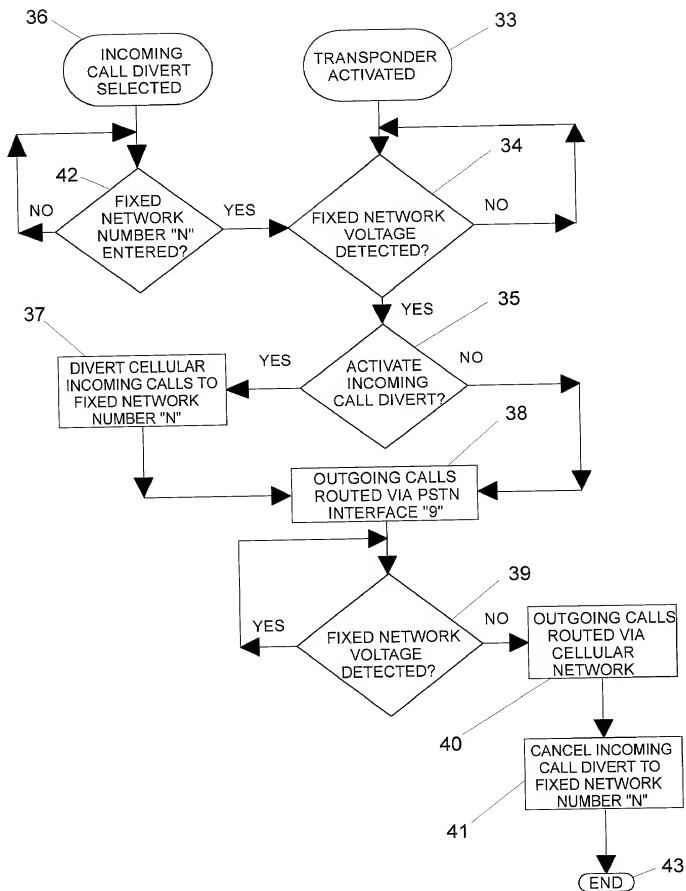 36
33
INCOMING
CALL DIVERT
SELECTED
TRANSPONDER
ACTIVATED
34
42
FIXED
NETWORK
NUMBER "N"
ENTERED?
NO
YES
FIXED NETWORK
VOLTAGE
DETECTED?
NO
YES
35
37
DIVERT CELLULAR
INCOMING CALLS TO
FIXED NETWORK
NUMBER "N"
YES
ACTIVATE
INCOMING
CALL DIVERT?
NO
38
OUTGOING CALLS
ROUTED VIA PSTN
INTERFACE "9"
39
YES
FIXED NETWORK
VOLTAGE
DETECTED?
NO
OUTGOING CALLS
ROUTED VIA
CELLULAR
NETWORK
40
CANCEL INCOMING
CALL DIVERT TO
FIXED NETWORK
NUMBER "N"
41
43
END